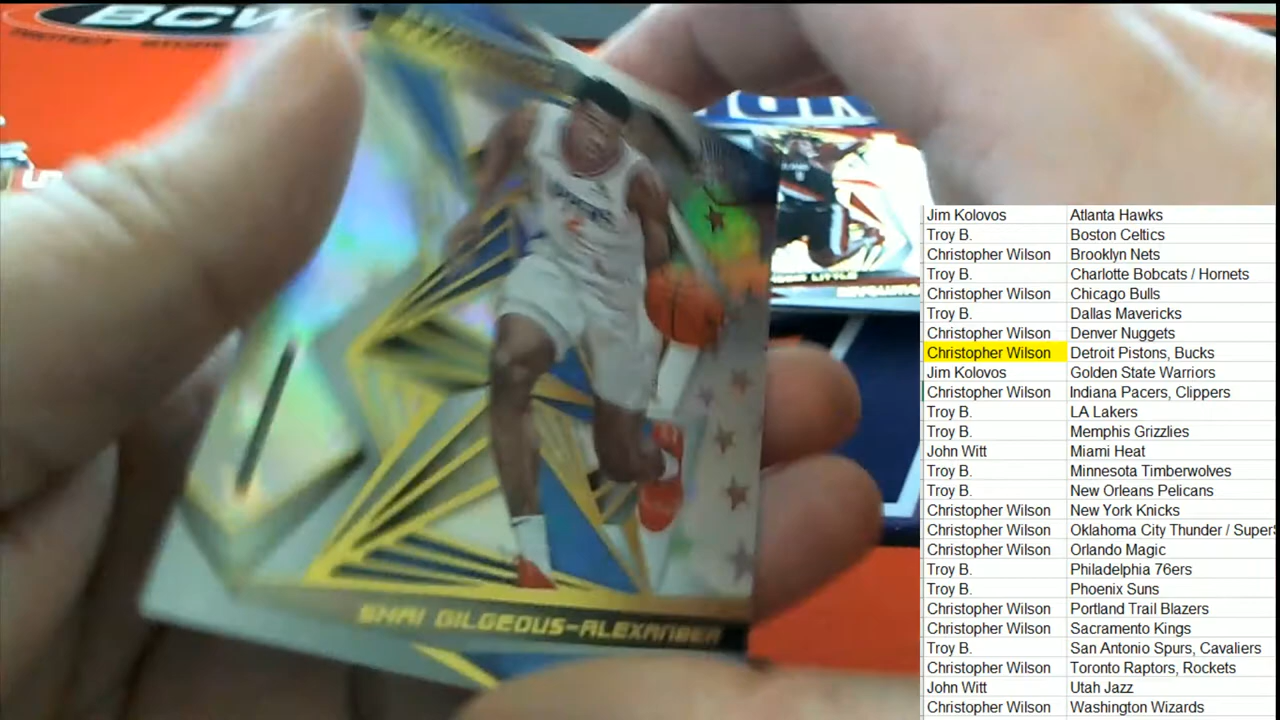 BCW
SHAI GILGEOUS-ALEXANDER
LITTLE
Jim Kolovos Atlanta Hawks
Troy B. Boston Celtics
Christopher Wilson Brooklyn Nets
Troy B. Charlotte Bobcats / Hornets
Christopher Wilson Chicago Bulls
Troy B. Dallas Mavericks
Christopher Wilson Denver Nuggets
Christopher Wilson Detroit Pistons, Bucks
Jim Kolovos Golden State Warriors
Christopher Wilson Indiana Pacers, Clippers
Troy B. LA Lakers
Troy B. Memphis Grizzlies
John Witt Miami Heat
Troy B. Minnesota Timberwolves
Troy B. New Orleans Pelicans
Christopher Wilson New York Knicks
Christopher Wilson Oklahoma City Thunder / Super
Christopher Wilson Orlando Magic
Troy B. Philadelphia 76ers
Troy B. Phoenix Suns
Christopher Wilson Portland Trail Blazers
Christopher Wilson Sacramento Kings
Troy B. San Antonio Spurs, Cavaliers
Christopher Wilson Toronto Raptors, Rockets
John Witt Utah Jazz
Christopher Wilson Washington Wizards